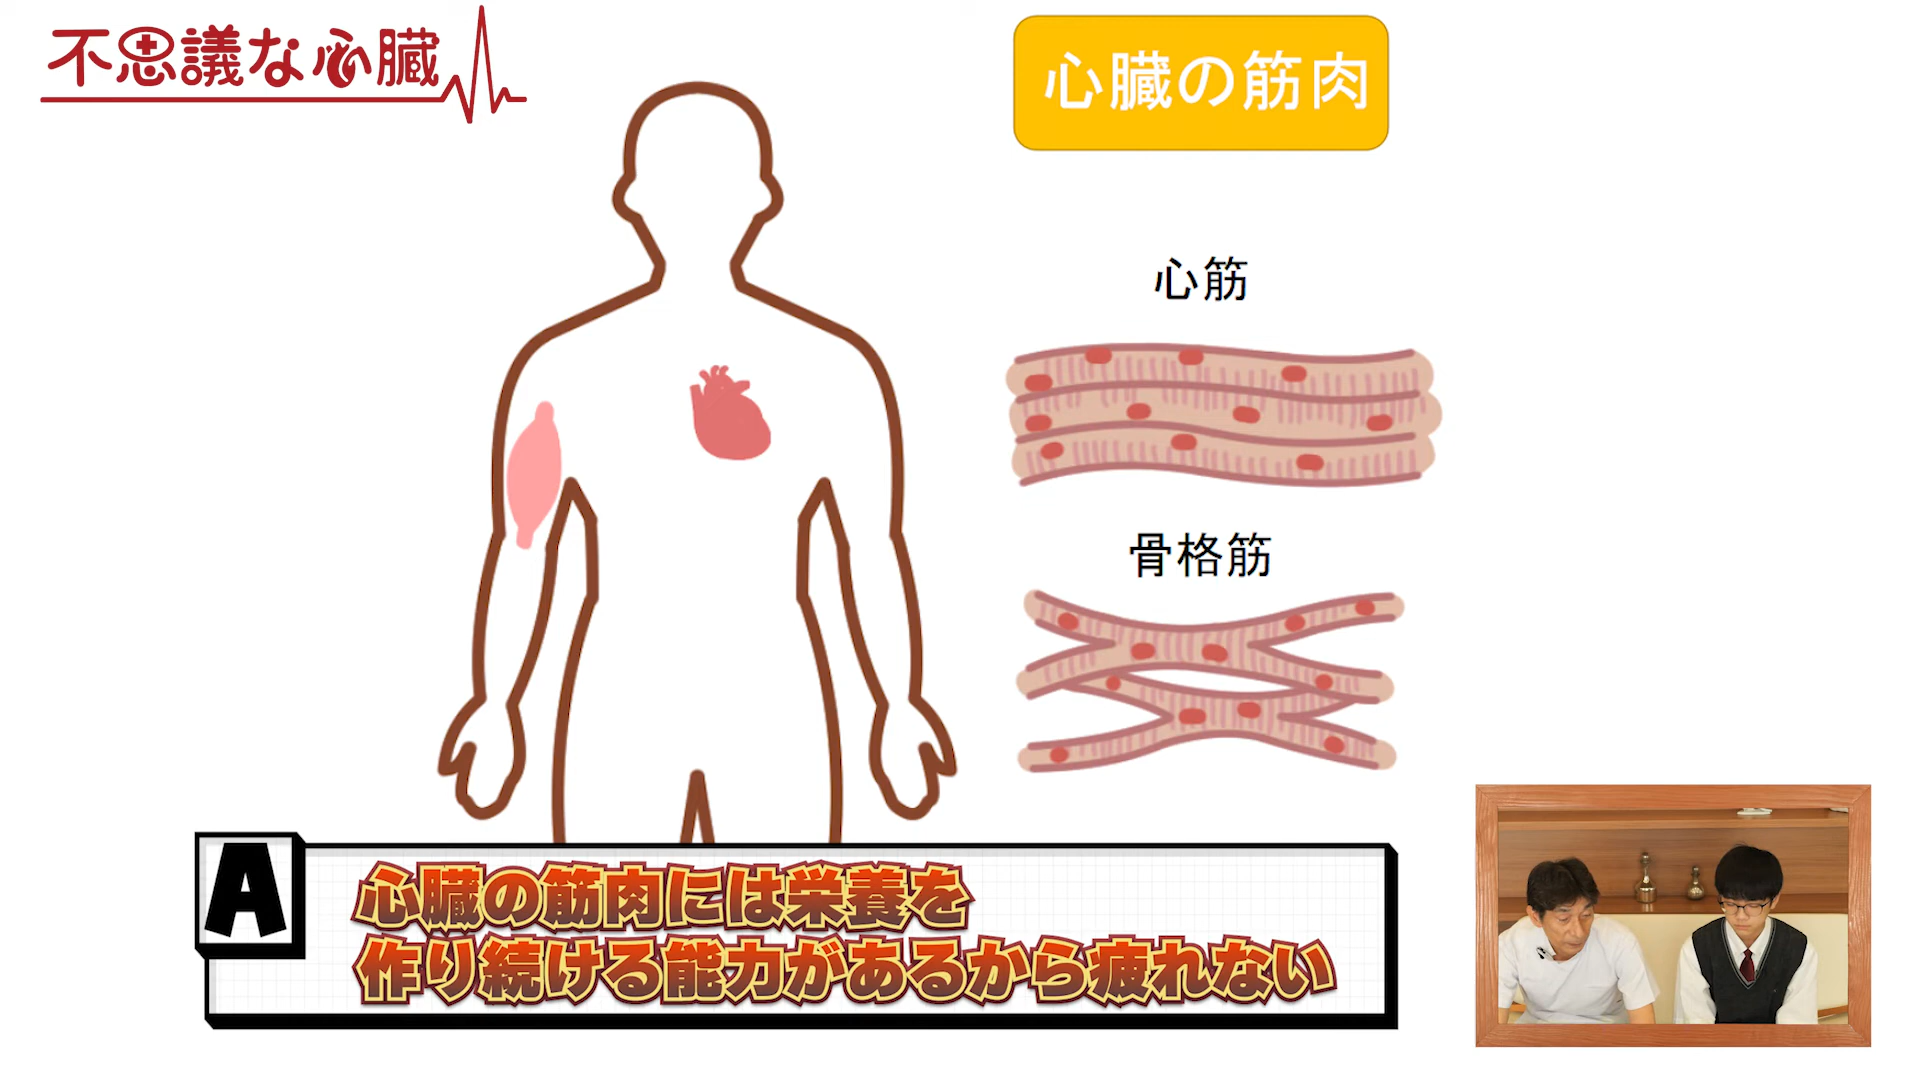 不思議な心臓
心臓の筋肉
心筋
骨格筋
A
心臓の筋肉には栄養を
作り続ける能力があるから疲れない